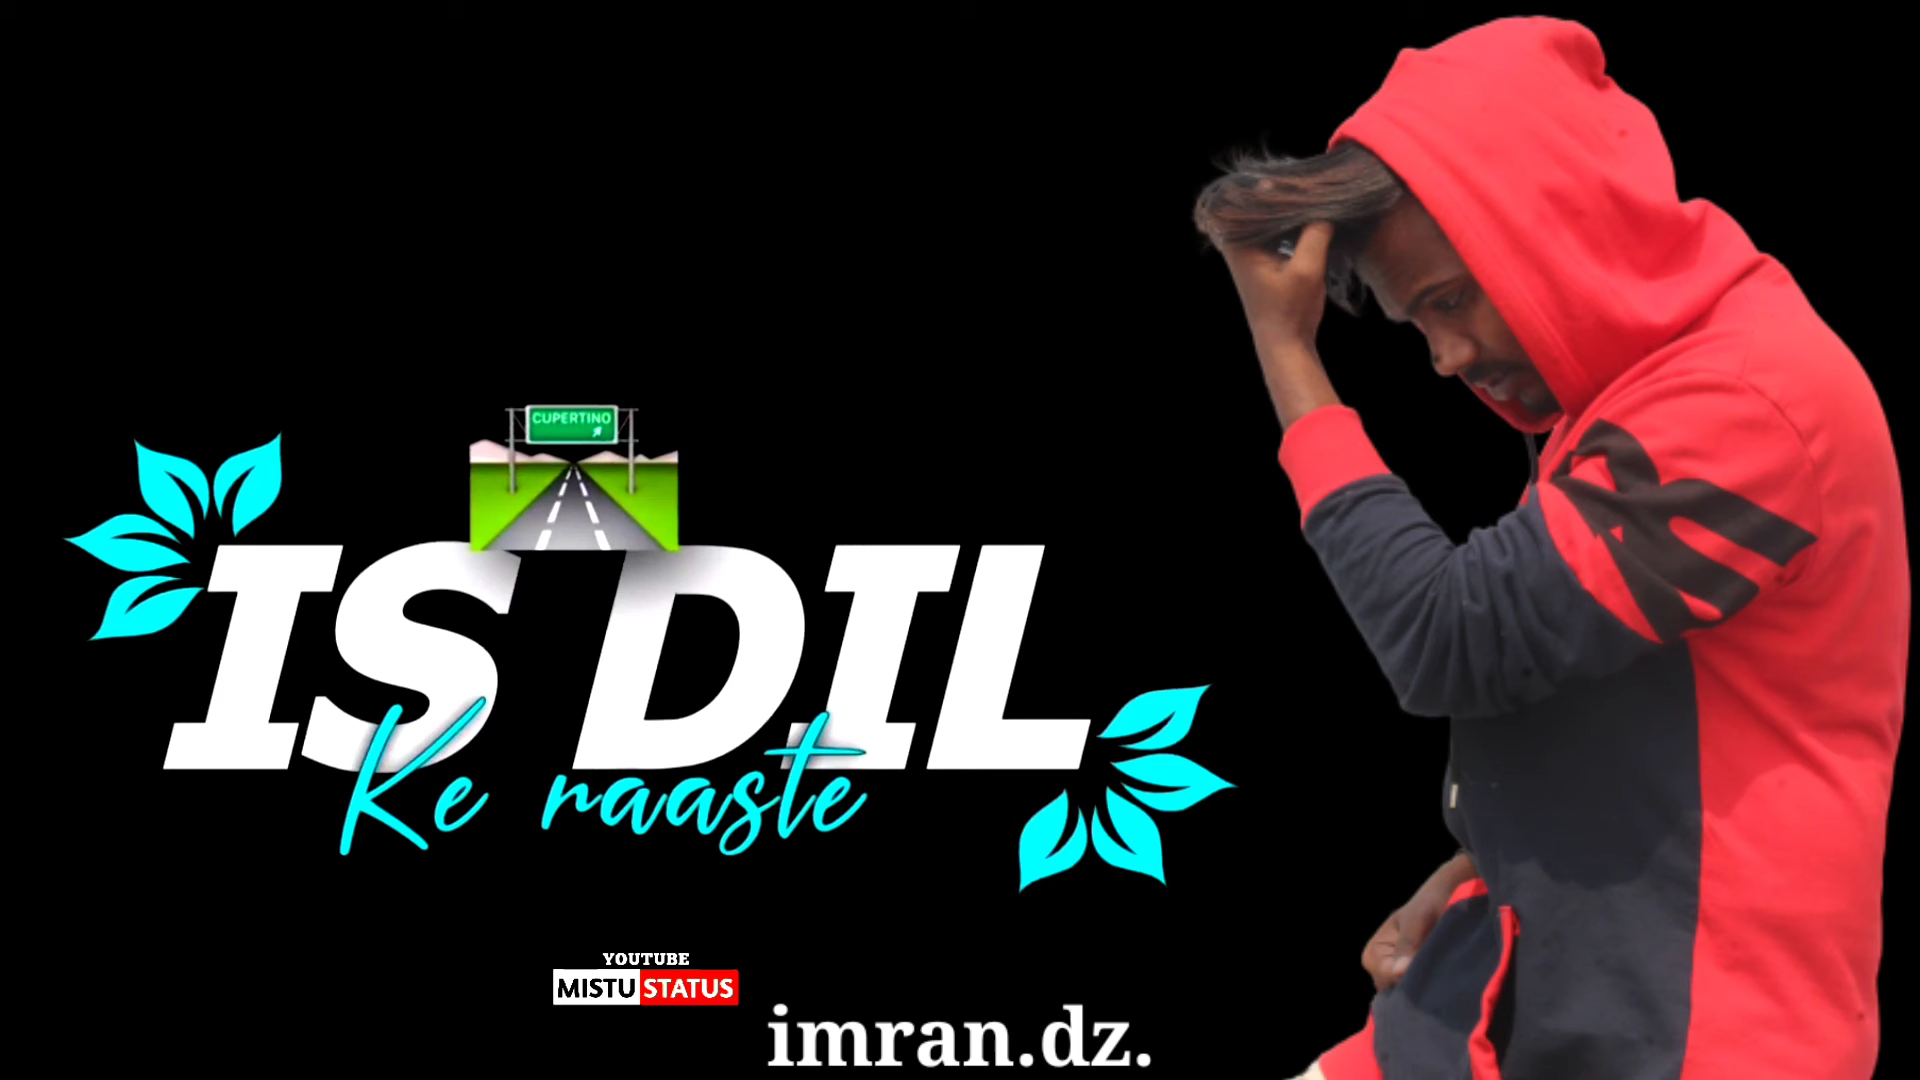 CUPERTINO
IS DIL
Ke raaste
YOUTUBE
MISTU STATUS
imran.dz.